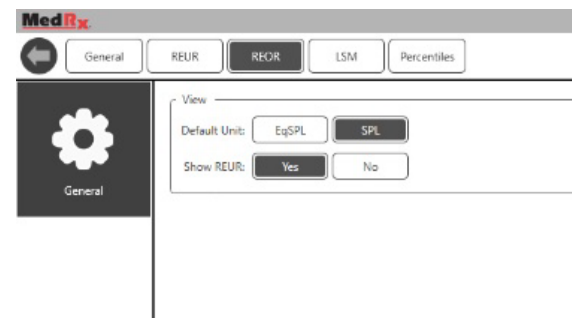 MedRx
General REUR REOR LSM Percentiles
View
Default Unit: EqSPL SPL
Show REUR: Yes No
General